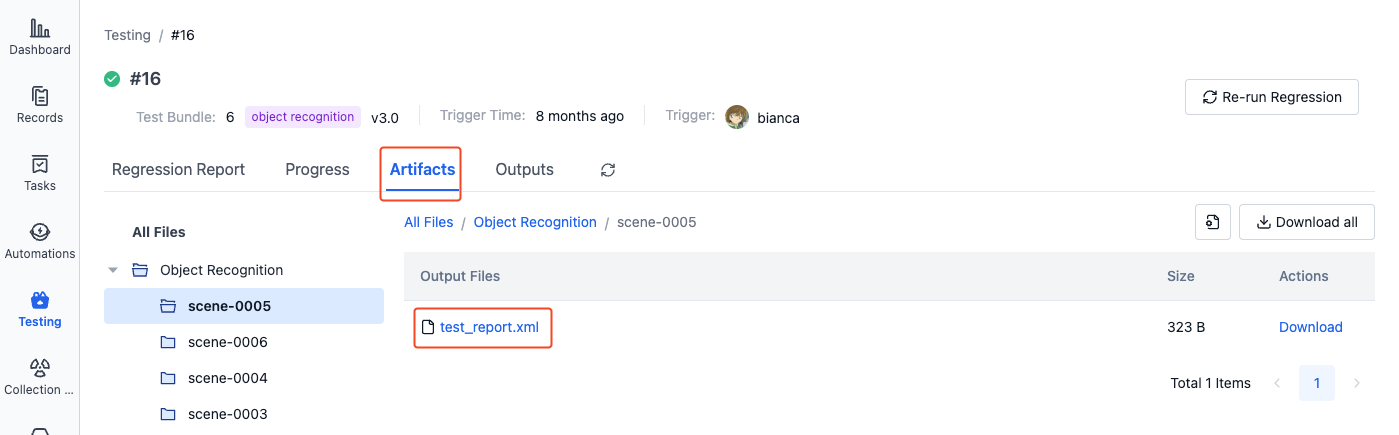 Dashboard
Records
Tasks
Automations
Testing
Collection ...
Testing / #16
#16
Test Bundle: 6 object recognition v3.0 Trigger Time: 8 months ago Trigger: bianca
Re-run Regression
Regression Report Progress Artifacts Outputs
All Files
Object Recognition
scene-0005
scene-0006
scene-0004
scene-0003
All Files / Object Recognition / scene-0005
Download all
Output Files Size Actions
test_report.xml 323 B Download
Total 1 Items 1